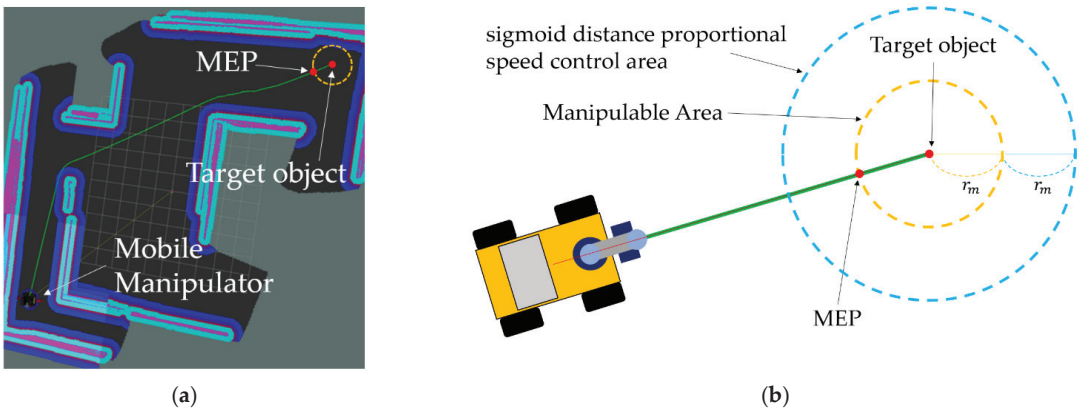 MEP
Target object
Mobile
Manipulator
(a)
sigmoid distance proportional
speed control area
Target object
Manipulable Area
r_m
r_m
MEP
(b)